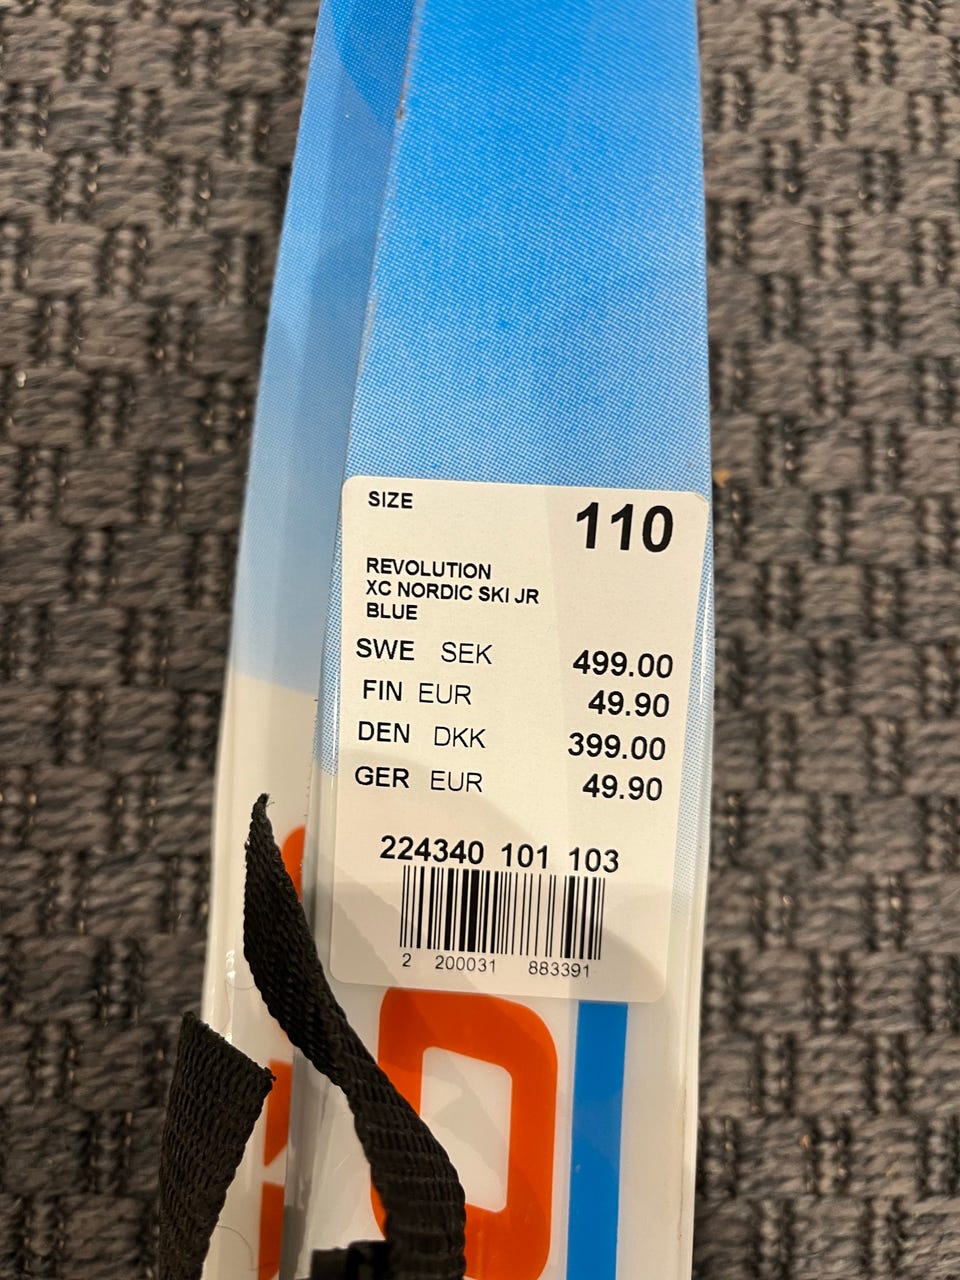 SIZE 110
REVOLUTION
XC NORDIC SKI JR
BLUE
SWE SEK 499.00
FIN EUR 49.90
DEN DKK 399.00
GER EUR 49.90
224340 101 103
2 200031 883391